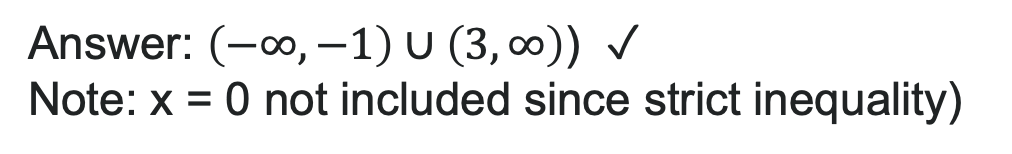 Answer: (−∞, −1) ∪ (3, ∞)) ✓
Note: x = 0 not included since strict inequality)